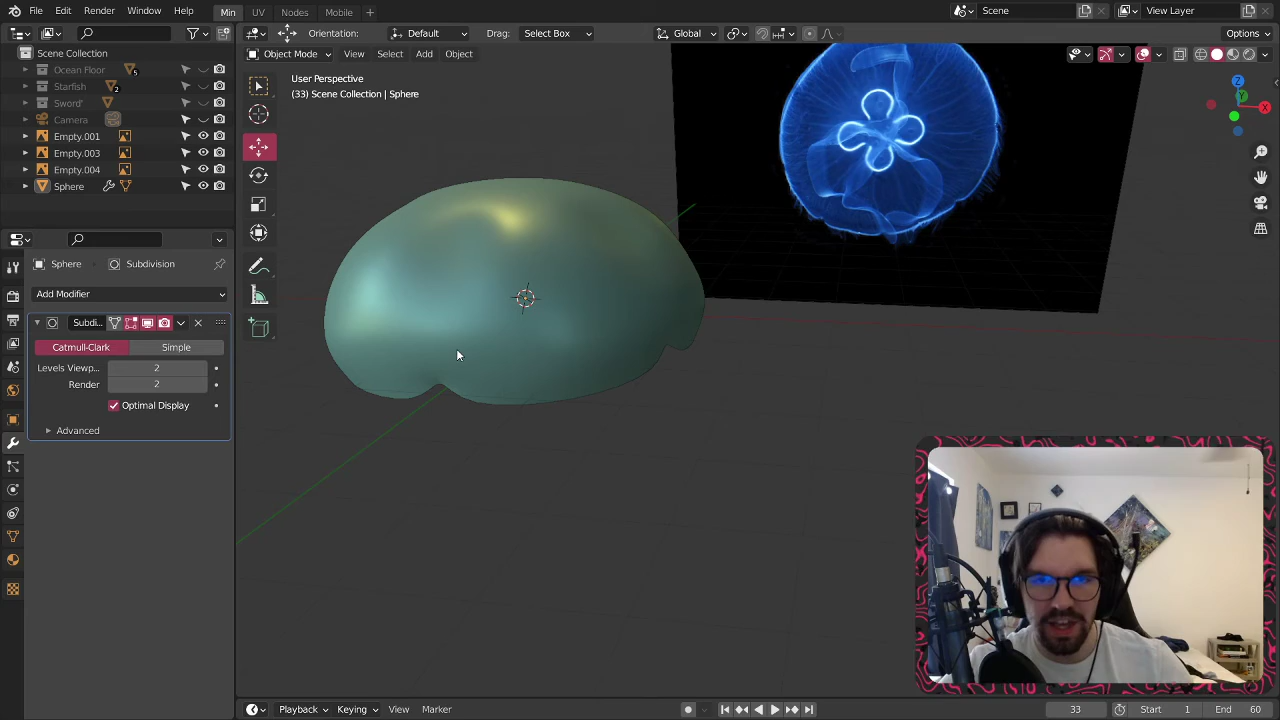 File Edit Render Window Help Min UV Nodes Mobile + Scene View Layer
Orientation: Default Drag: Select Box Global Options
Object Mode View Select Add Object
Scene Collection
Ocean Floor 5
Starfish 2
Sword'
Camera
Empty.001
Empty.003
Empty.004
Sphere
User Perspective
(33) Scene Collection | Sphere
Z
Y
X
Sphere Subdivision
Add Modifier
Subdi...
Catmull-Clark Simple
Levels Viewp... 2
Render 2
Optimal Display
Advanced
Playback Keying View Marker 33 Start 1 End 60